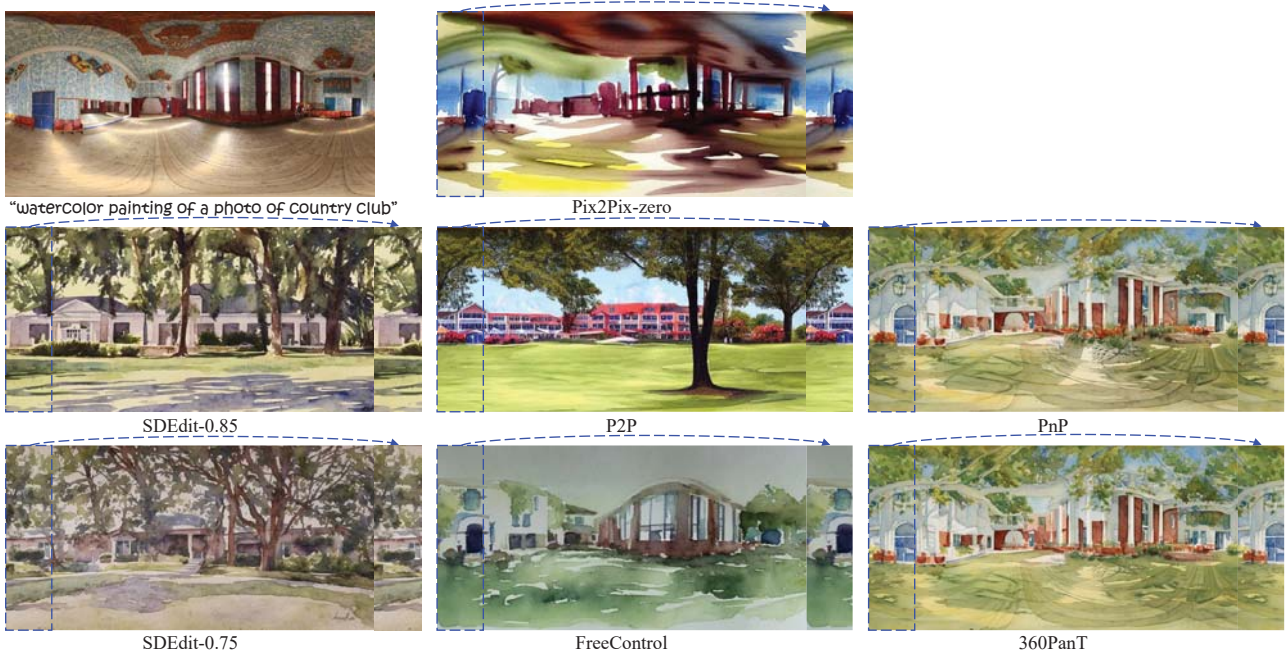 “watercolor painting of a photo of country club”
Pix2Pix-zero
SDEdit-0.85
P2P
PnP
SDEdit-0.75
FreeControl
360PanT